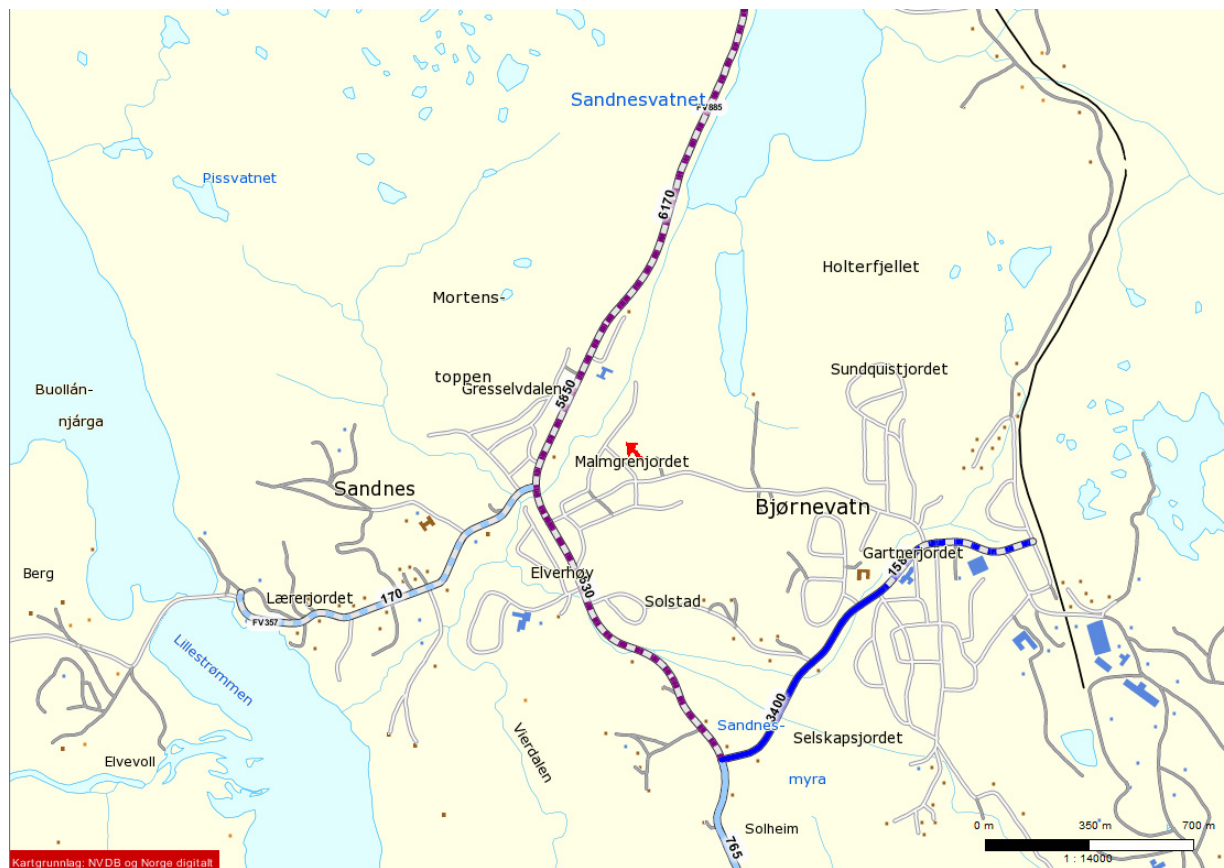 Sandnesvatnet
FV885
Pissvatnet
6170
Holterfjellet
Mortens-
toppen
Sundquistjordet
Buollán-
njárga
Gresselvdalen
5850
Malmgrenjordet
Sandnes
Bjørnevatn
Gartnerjordet
Berg
Elverhøy
Lærerjordet
170
Solstad
FV357
Lillestrømmen
3400
Sandnes-
myra
Selskapsjordet
Vierdalen
Elvevoll
Solheim
765
0 m 350 m 700 m
1 : 14000
Kartgrunnlag: NVDB og Norge digitalt